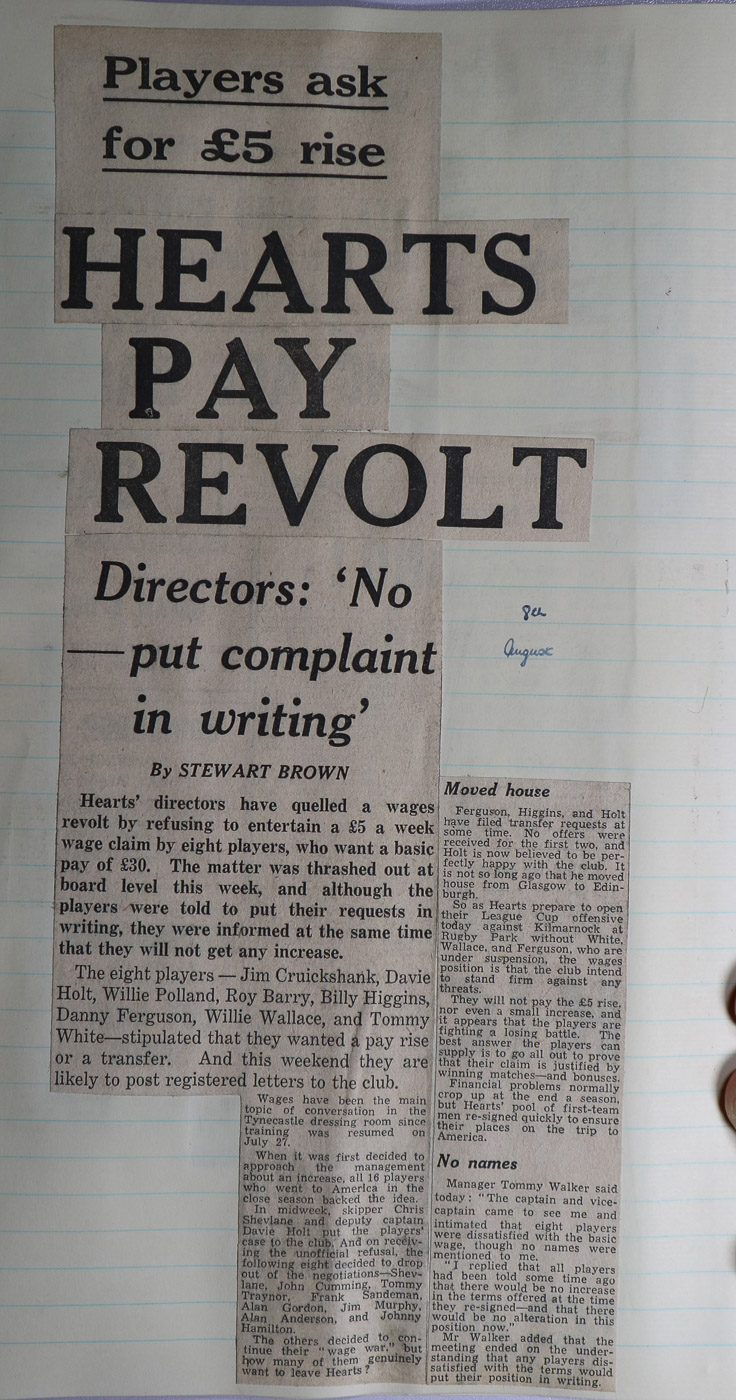 Players ask
for £5 rise
HEARTS
PAY
REVOLT
Directors: ‘No
—put complaint
in writing’
By STEWART BROWN
Hearts’ directors have quelled a wages
revolt by refusing to entertain a £5 a week
wage claim by eight players, who want a basic
pay of £30. The matter was thrashed out at
board level this week, and although the
players were told to put their requests in
writing, they were informed at the same time
that they will not get any increase.
The eight players — Jim Cruickshank, Davie
Holt, Willie Polland, Roy Barry, Billy Higgins,
Danny Ferguson, Willie Wallace, and Tommy
White—stipulated that they wanted a pay rise
or a transfer. And this weekend they are
likely to post registered letters to the club.
Wages have been the main
topic of conversation in the
Tynecastle dressing room since
training was resumed on
July 27.
When it was first decided to
approach the management
about an increase, all 16 players
who went to America in the
close season backed the idea.
In midweek, skipper Chris
Shevlane and deputy captain
Davie Holt put the players’
case to the club. And on receiv-
ing the unofficial refusal, the
following eight decided to drop
out of the negotiations—Shev-
lane, John Cumming, Tommy
Traynor, Frank Sandeman,
Alan Gordon, Jim Murphy,
Alan Anderson, and Johnny
Hamilton.
The others decided to con-
tinue their “wage war,” but
how many of them genuinely
want to leave Hearts?
8th
August
Moved house
Ferguson, Higgins, and Holt
have filed transfer requests at
some time. No offers were
received for the first two, and
Holt is now believed to be per-
fectly happy with the club. It
is not so long ago that he moved
house from Glasgow to Edin-
burgh.
So as Hearts prepare to open
their League Cup offensive
today against Kilmarnock at
Rugby Park without White,
Wallace, and Ferguson, who are
under suspension, the wages
position is that the club intend
to stand firm against any
threats.
They will not pay the £5 rise,
nor even a small increase, and
it appears that the players are
fighting a losing battle. The
best answer the players can
supply is to go all out to prove
that their claim is justified by
winning matches—and bonuses.
Financial problems normally
crop up at the end a season,
but Hearts’ pool of first-team
men re-signed quickly to ensure
their places on the trip to
America.
No names
Manager Tommy Walker said
today: “The captain and vice-
captain came to see me and
intimated that eight players
were dissatisfied with the basic
wage, though no names were
mentioned to me.
“I replied that all players
had been told some time ago
that there would be no increase
in the terms offered at the time
they re-signed—and that there
would be no alteration in this
position now.”
Mr Walker added that the
meeting ended on the under-
standing that any players dis-
satisfied with the terms would
put their position in writing.